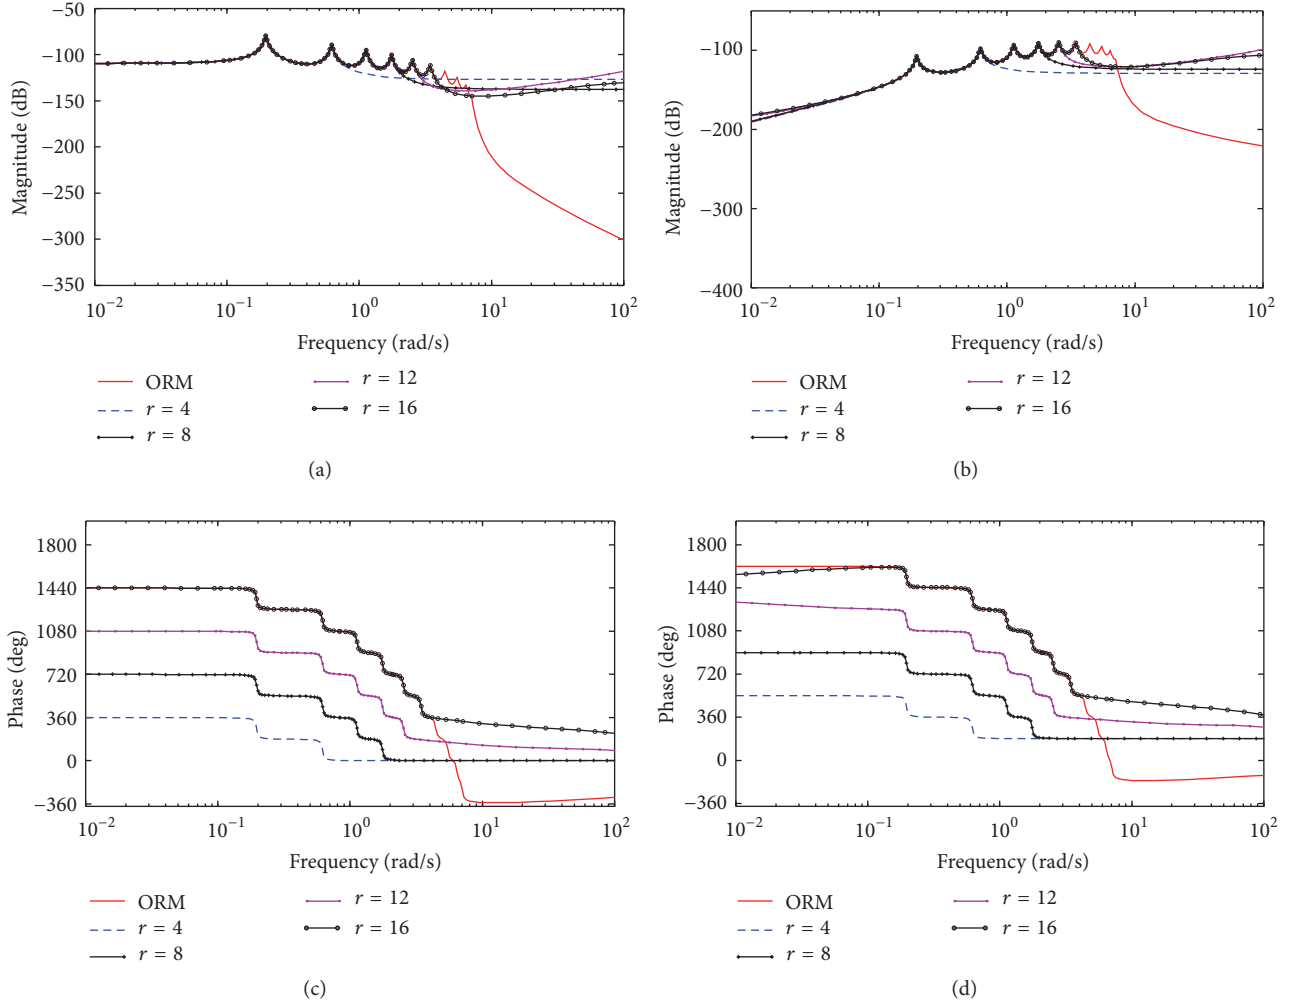 −50
−100
−150
−200
−250
−300
−350
Magnitude (dB)
10⁻² 10⁻¹ 10⁰ 10¹ 10²
Frequency (rad/s)
ORM
r = 4
r = 8
r = 12
r = 16
(a)
−100
−200
−300
−400
Magnitude (dB)
10⁻² 10⁻¹ 10⁰ 10¹ 10²
Frequency (rad/s)
ORM
r = 4
r = 8
r = 12
r = 16
(b)
1800
1440
1080
720
360
0
−360
Phase (deg)
10⁻² 10⁻¹ 10⁰ 10¹ 10²
Frequency (rad/s)
ORM
r = 4
r = 8
r = 12
r = 16
(c)
1800
1440
1080
720
360
0
−360
Phase (deg)
10⁻² 10⁻¹ 10⁰ 10¹ 10²
Frequency (rad/s)
ORM
r = 4
r = 8
r = 12
r = 16
(d)